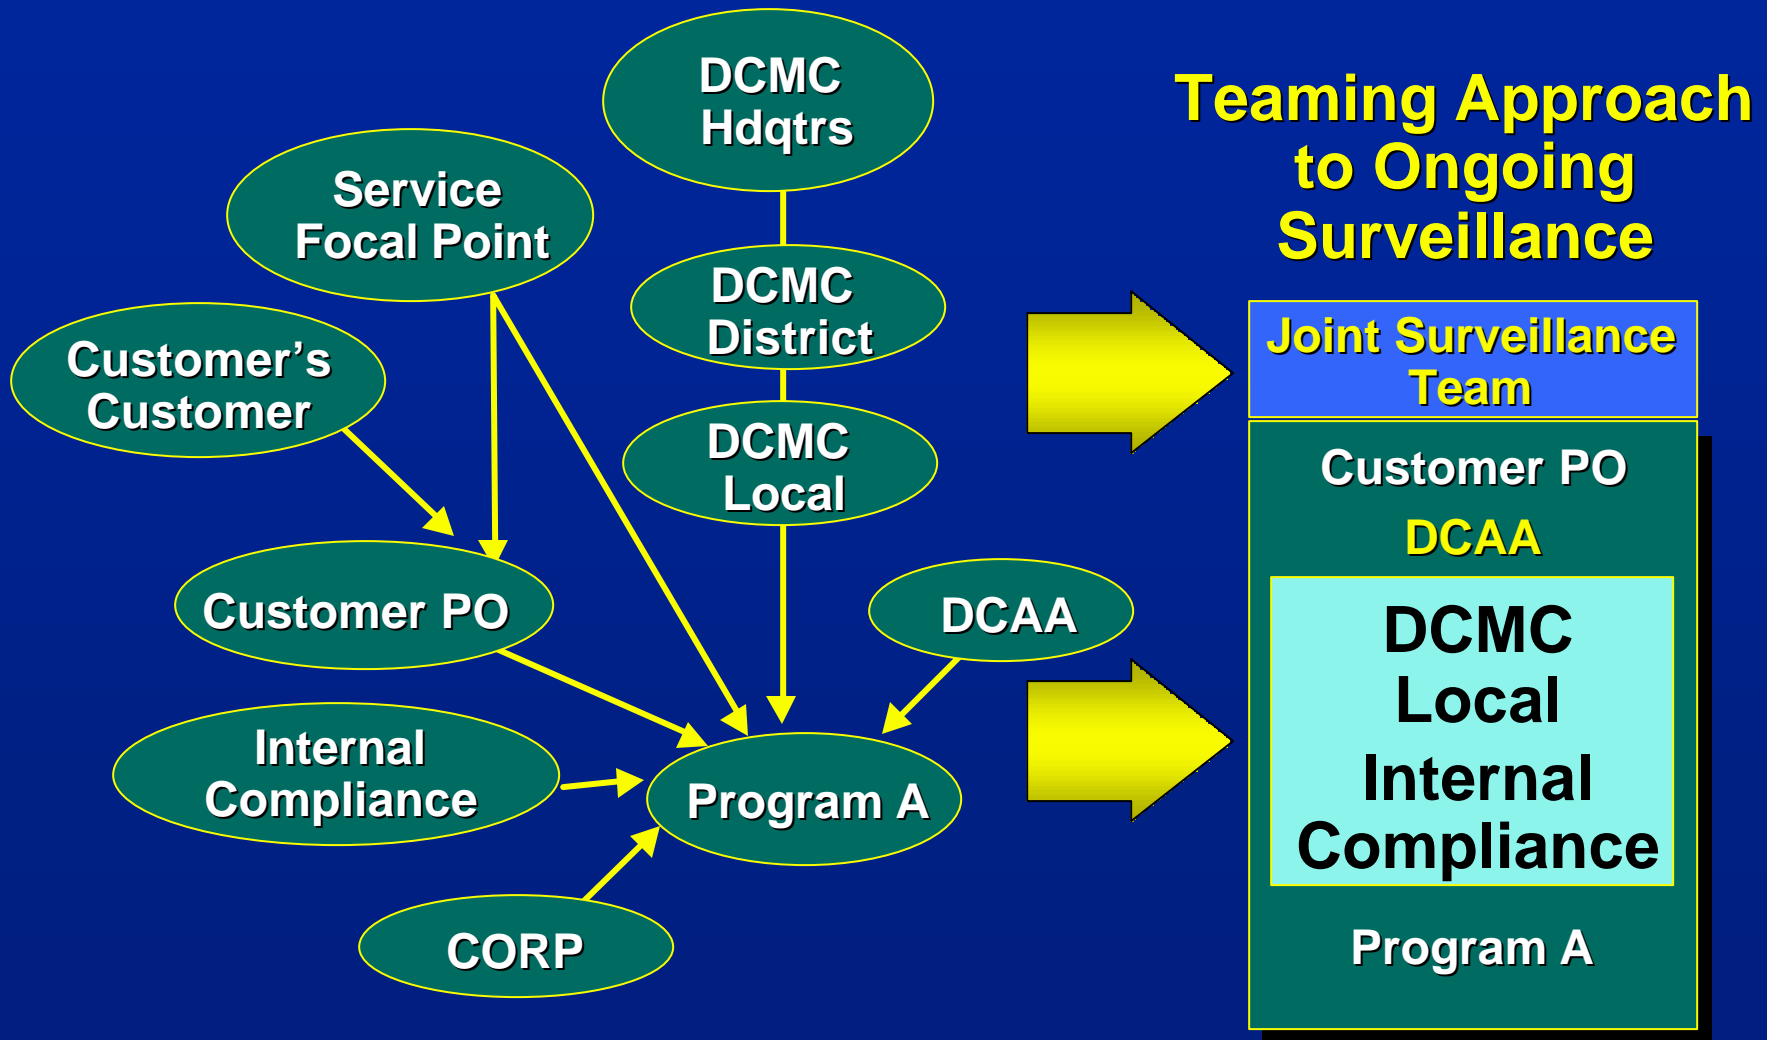 DCMC
Hdqtrs
Service
Focal Point
DCMC
District
Customer’s
Customer
DCMC
Local
Customer PO
DCAA
Internal
Compliance
Program A
CORP
Teaming Approach
to Ongoing
Surveillance
Joint Surveillance
Team
Customer PO
DCAA
DCMC
Local
Internal
Compliance
Program A